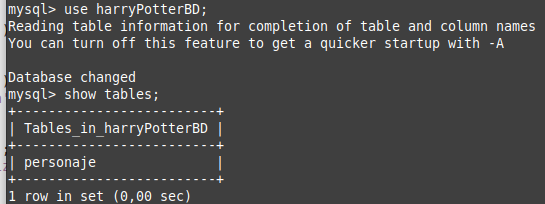 mysql> use harryPotterBD;
Reading table information for completion of table and column names
You can turn off this feature to get a quicker startup with -A

Database changed
mysql> show tables;
+-------------------------+
| Tables_in_harryPotterBD |
+-------------------------+
| personaje               |
+-------------------------+
1 row in set (0,00 sec)